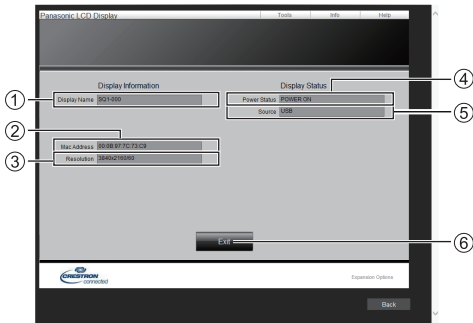 Panasonic LCD Display Tools Info Help
Display Information Display Status
④
① Display Name SQ1-000 Power Status POWER ON
Source USB ⑤
②
Mac Address 00:0B:97:7C:73:C9
③ Resolution 3840x2160/60
Exit ⑥
CRESTRON
connected
Expansion Options
Back